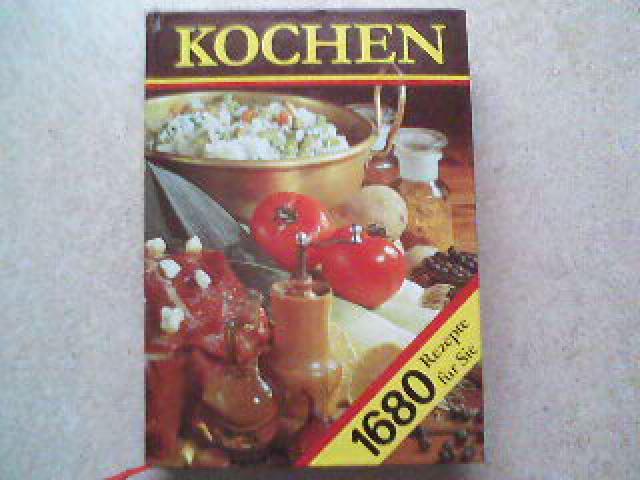 KOCHEN
1680
Rezepte
für Sie